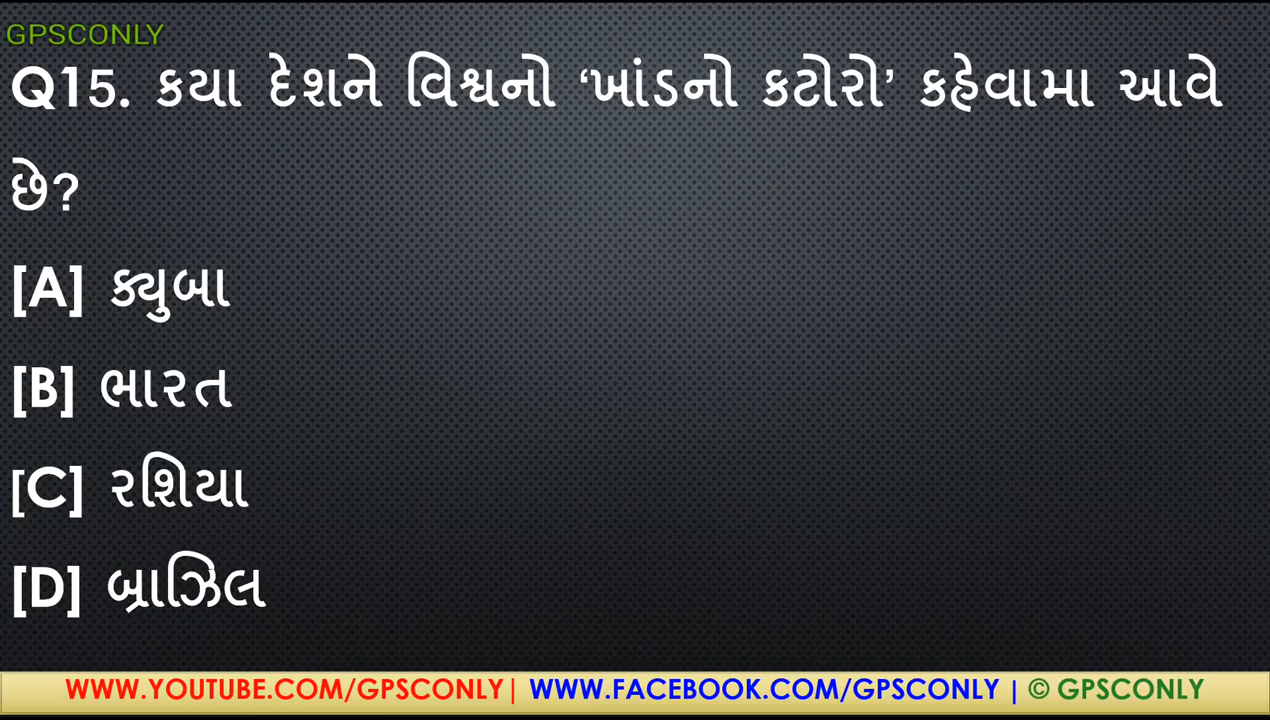 GPSCONLY
Q15. કયા દેશને વિશ્વનો ‘ખાંડનો કટોરો’ કહેવામા આવે
છે?
[A] ક્યુબા
[B] ભારત
[C] રશિયા
[D] બ્રાઝિલ
WWW.YOUTUBE.COM/GPSCONLY| WWW.FACEBOOK.COM/GPSCONLY | © GPSCONLY